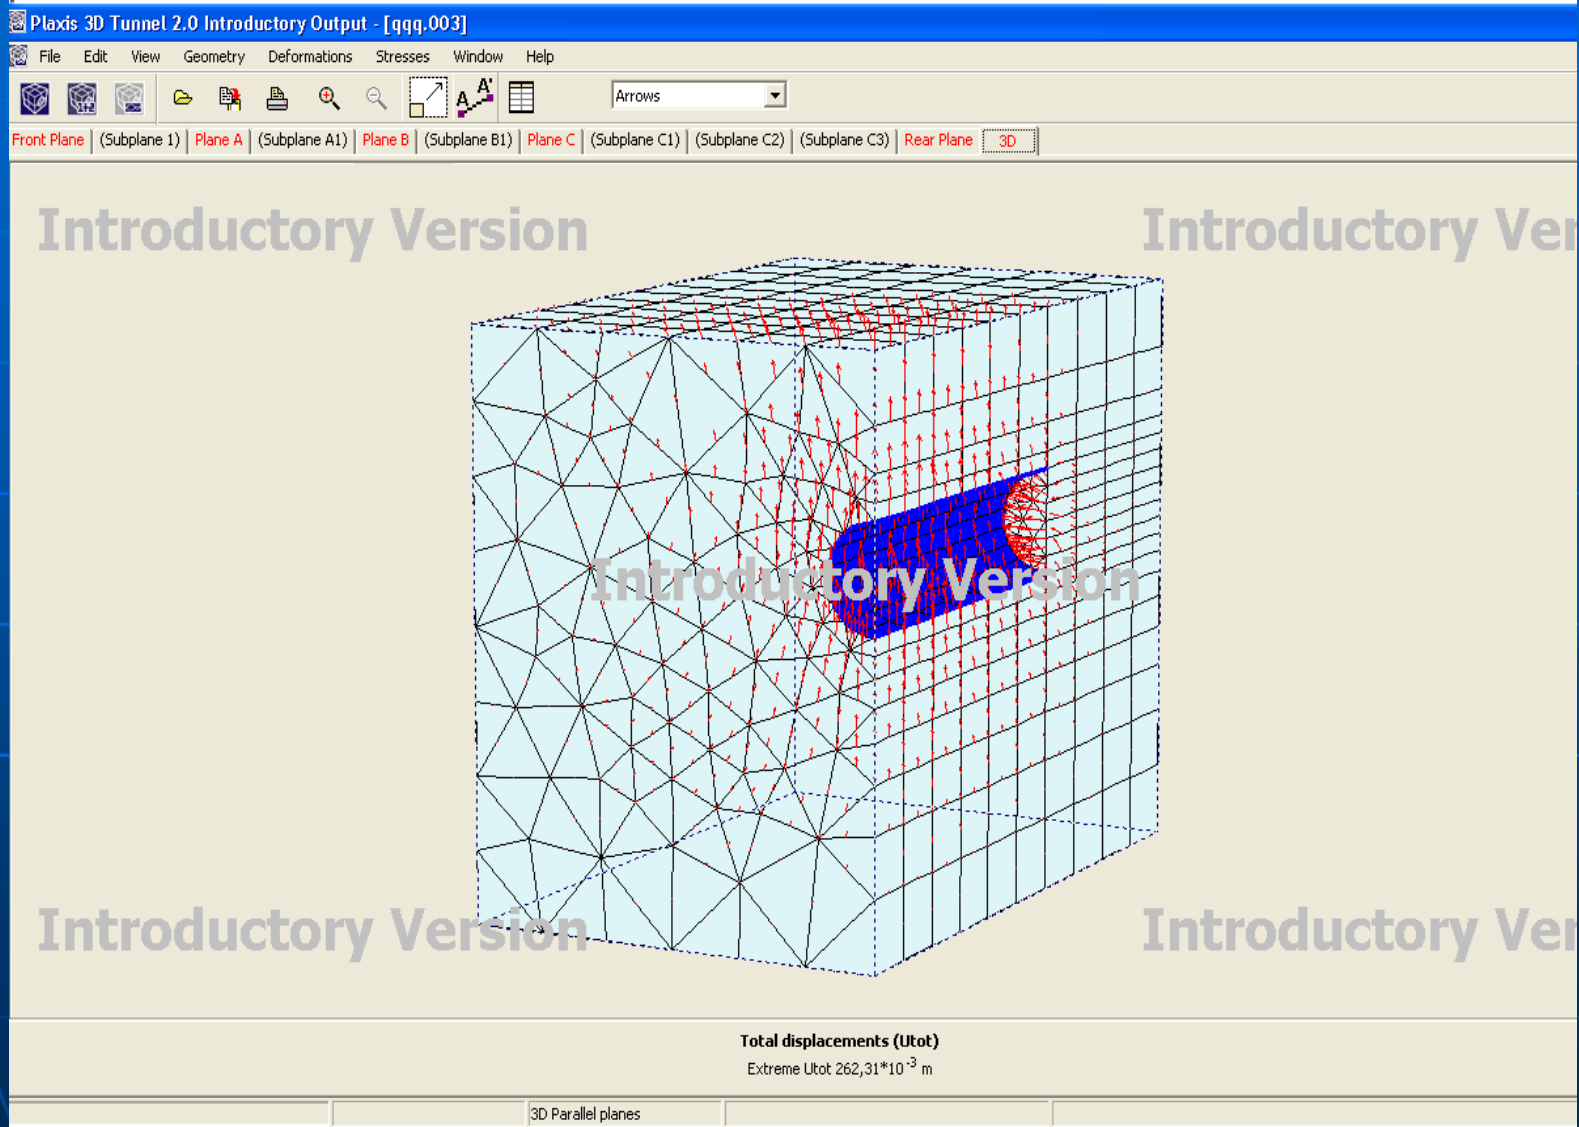 Plaxis 3D Tunnel 2.0 Introductory Output - [qqq.003]
File Edit View Geometry Deformations Stresses Window Help
A A' Arrows
Front Plane (Subplane 1) Plane A (Subplane A1) Plane B (Subplane B1) Plane C (Subplane C1) (Subplane C2) (Subplane C3) Rear Plane 3D
Introductory Version Introductory Ver
Introductory Version
Introductory Version Introductory Ver
Total displacements (Utot)
Extreme Utot 262,31*10⁻³ m
3D Parallel planes